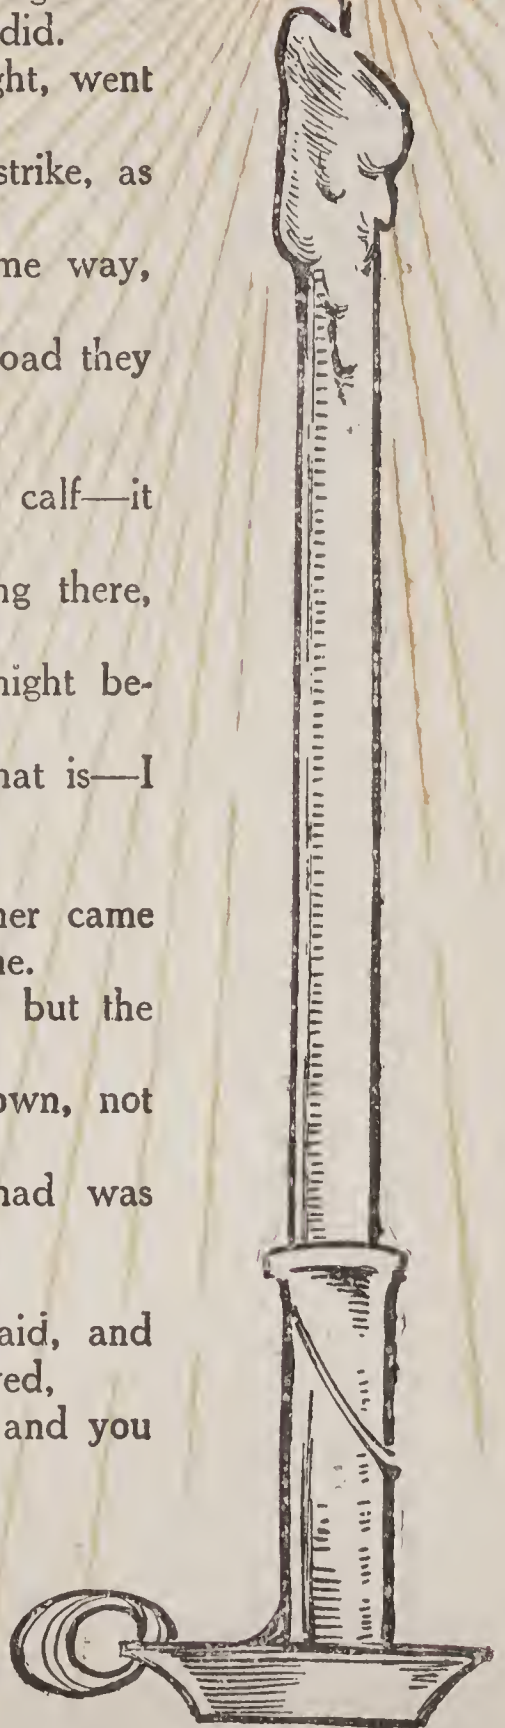 did.
ght, went
strike, as
me way,
oad they
calf—it
ng there,
night be-
hat is—I
her came
ne.
but the
own, not
had was
aid, and
red,
and you